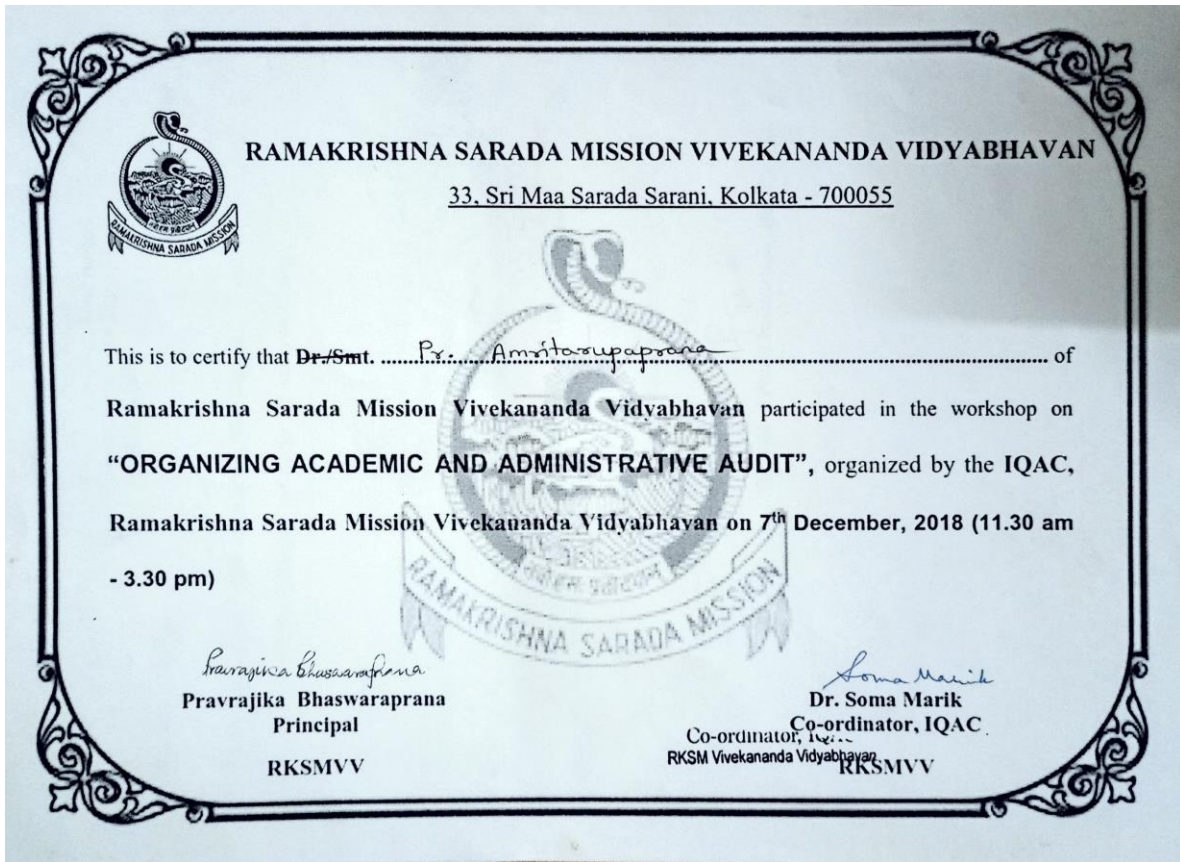 RAMAKRISHNA SARADA MISSION VIVEKANANDA VIDYABHAVAN
33, Sri Maa Sarada Sarani, Kolkata - 700055
RAMAKRISHNA SARADA MISSION
This is to certify that Dr./Smt. ........Pr. Amritarupaprana........ of
Ramakrishna Sarada Mission Vivekananda Vidyabhavan participated in the workshop on
“ORGANIZING ACADEMIC AND ADMINISTRATIVE AUDIT”, organized by the IQAC,
Ramakrishna Sarada Mission Vivekananda Vidyabhavan on 7th December, 2018 (11.30 am
- 3.30 pm)
RAMAKRISHNA SARADA MISSION
Pravrajika Bhaswaraprana
Soma Marik
Pravrajika Bhaswaraprana
Dr. Soma Marik
Principal
Co-ordinator, IQAC
Co-ordinator,
RKSM Vivekananda Vidyabhavan
RKSMVV
RKSMVV